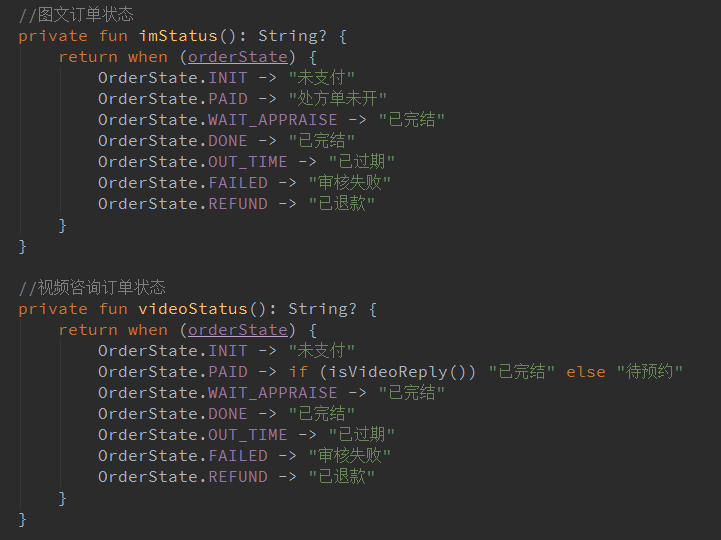 //图文订单状态
private fun imStatus(): String? {
    return when (orderState) {
        OrderState.INIT -> "未支付"
        OrderState.PAID -> "处方单未开"
        OrderState.WAIT_APPRAISE -> "已完结"
        OrderState.DONE -> "已完结"
        OrderState.OUT_TIME -> "已过期"
        OrderState.FAILED -> "审核失败"
        OrderState.REFUND -> "已退款"
    }
}
//视频咨询订单状态
private fun videoStatus(): String? {
    return when (orderState) {
        OrderState.INIT -> "未支付"
        OrderState.PAID -> if (isVideoReply()) "已完结" else "待预约"
        OrderState.WAIT_APPRAISE -> "已完结"
        OrderState.DONE -> "已完结"
        OrderState.OUT_TIME -> "已过期"
        OrderState.FAILED -> "审核失败"
        OrderState.REFUND -> "已退款"
    }
}